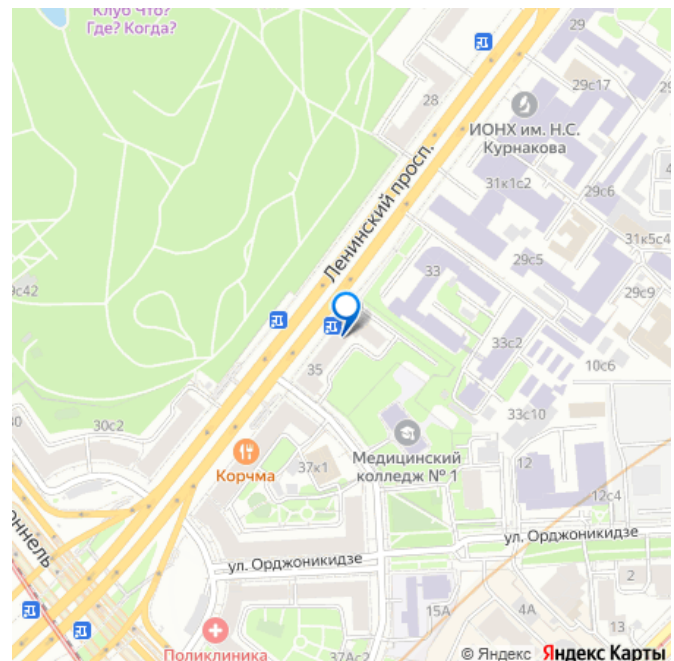 Клуб Что?
Где? Когда?
29
29с17
28
ИОНХ им. Н.С.
Курнакова
31к1с2
29с6
Ленинский просп.
31к5с4
33
29с5
29с9
33с2
35
10с6
33с10
30с2
Корчма
37к1
Медицинский
колледж № 1
12
12с4
ул. Орджоникидзе
ул. Орджоникидзе
2
15А
4А
13
Поликлиника
37Ас2
© Яндекс Яндекс Карты